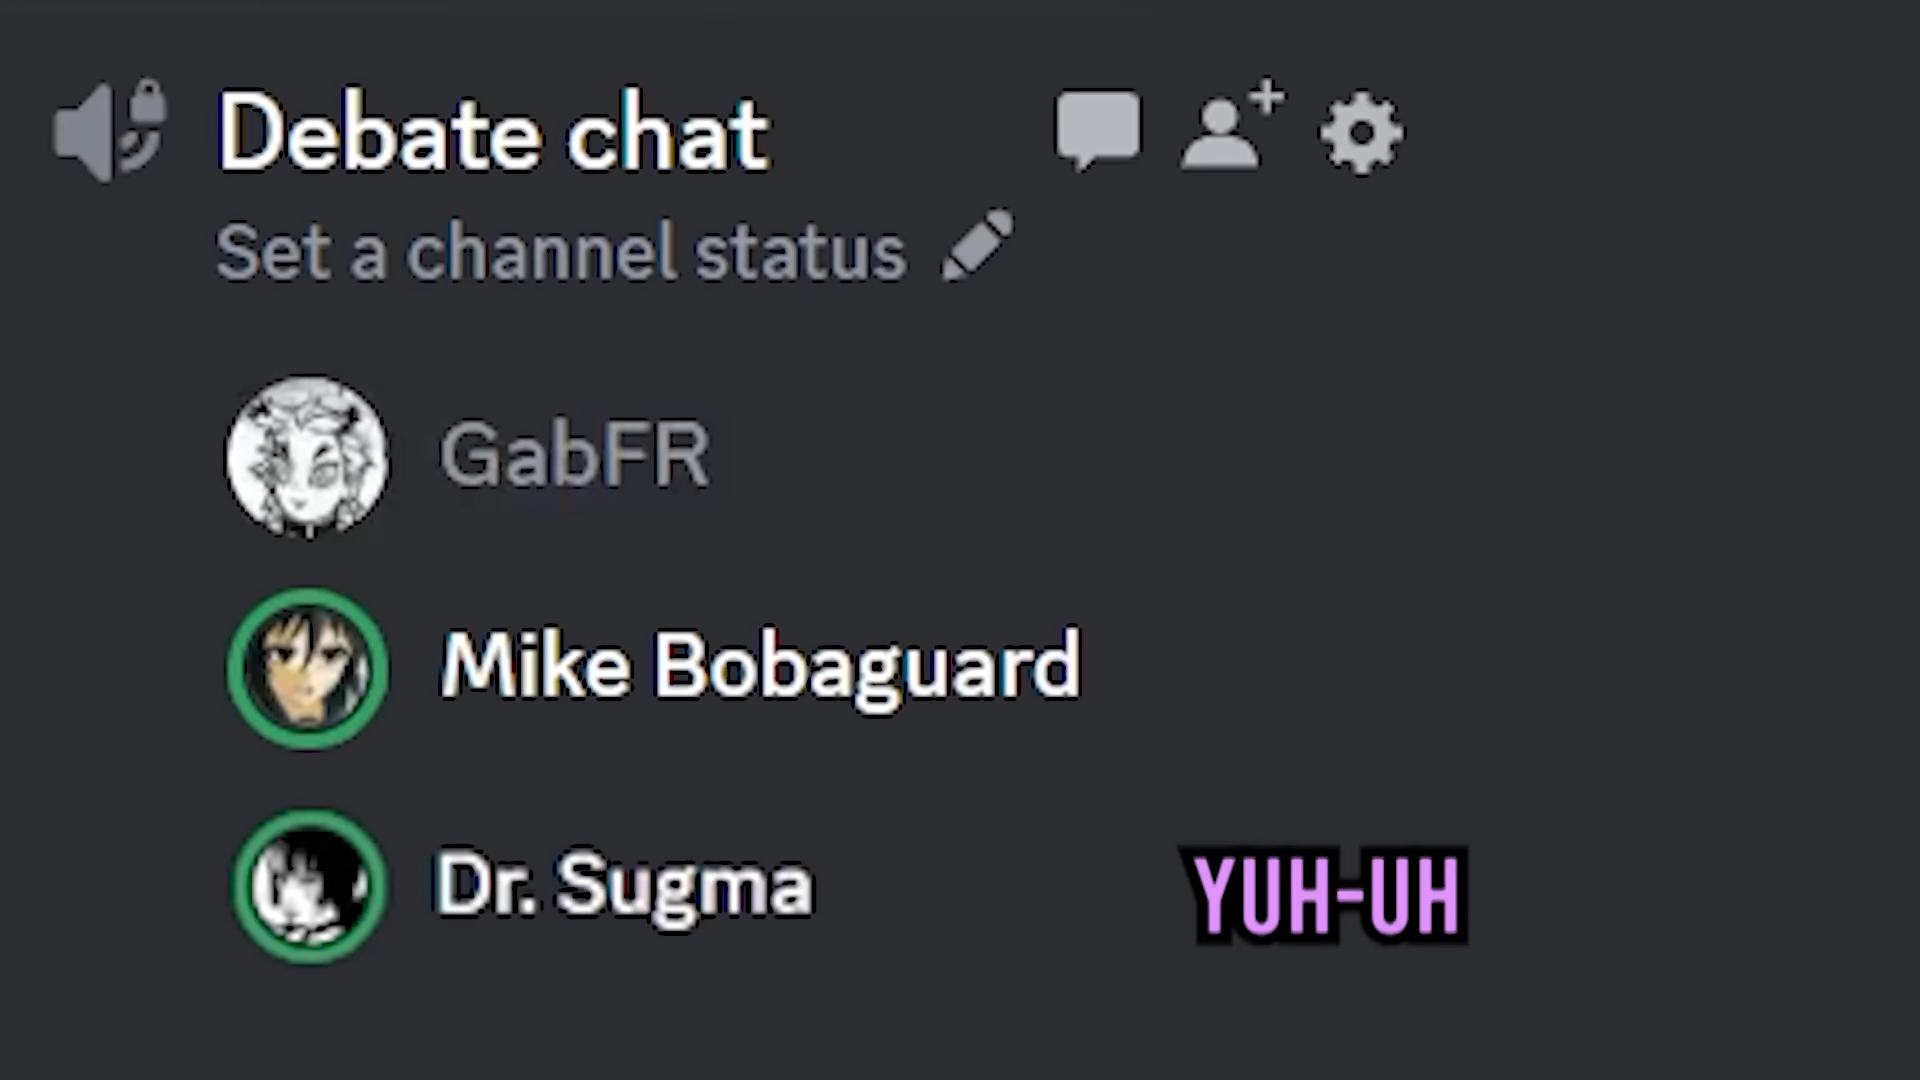 Debate chat
Set a channel status
GabFR
Mike Bobaguard
Dr. Sugma
YUH-UH